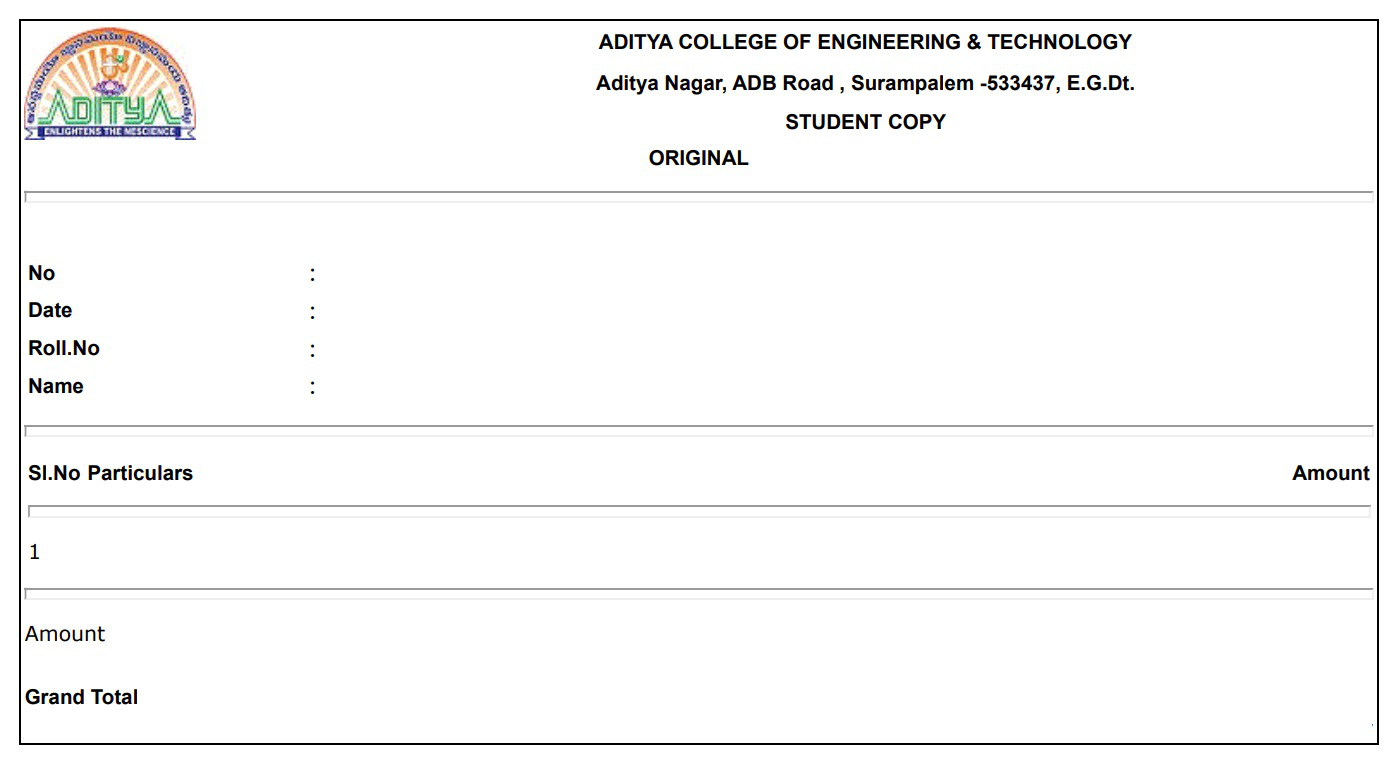 ADITYA
ENLIGHTENS THE NESCIENCE
ADITYA COLLEGE OF ENGINEERING & TECHNOLOGY
Aditya Nagar, ADB Road , Surampalem -533437, E.G.Dt.
STUDENT COPY
ORIGINAL
No :
Date :
Roll.No :
Name :
Sl.No Particulars Amount
1
Amount
Grand Total